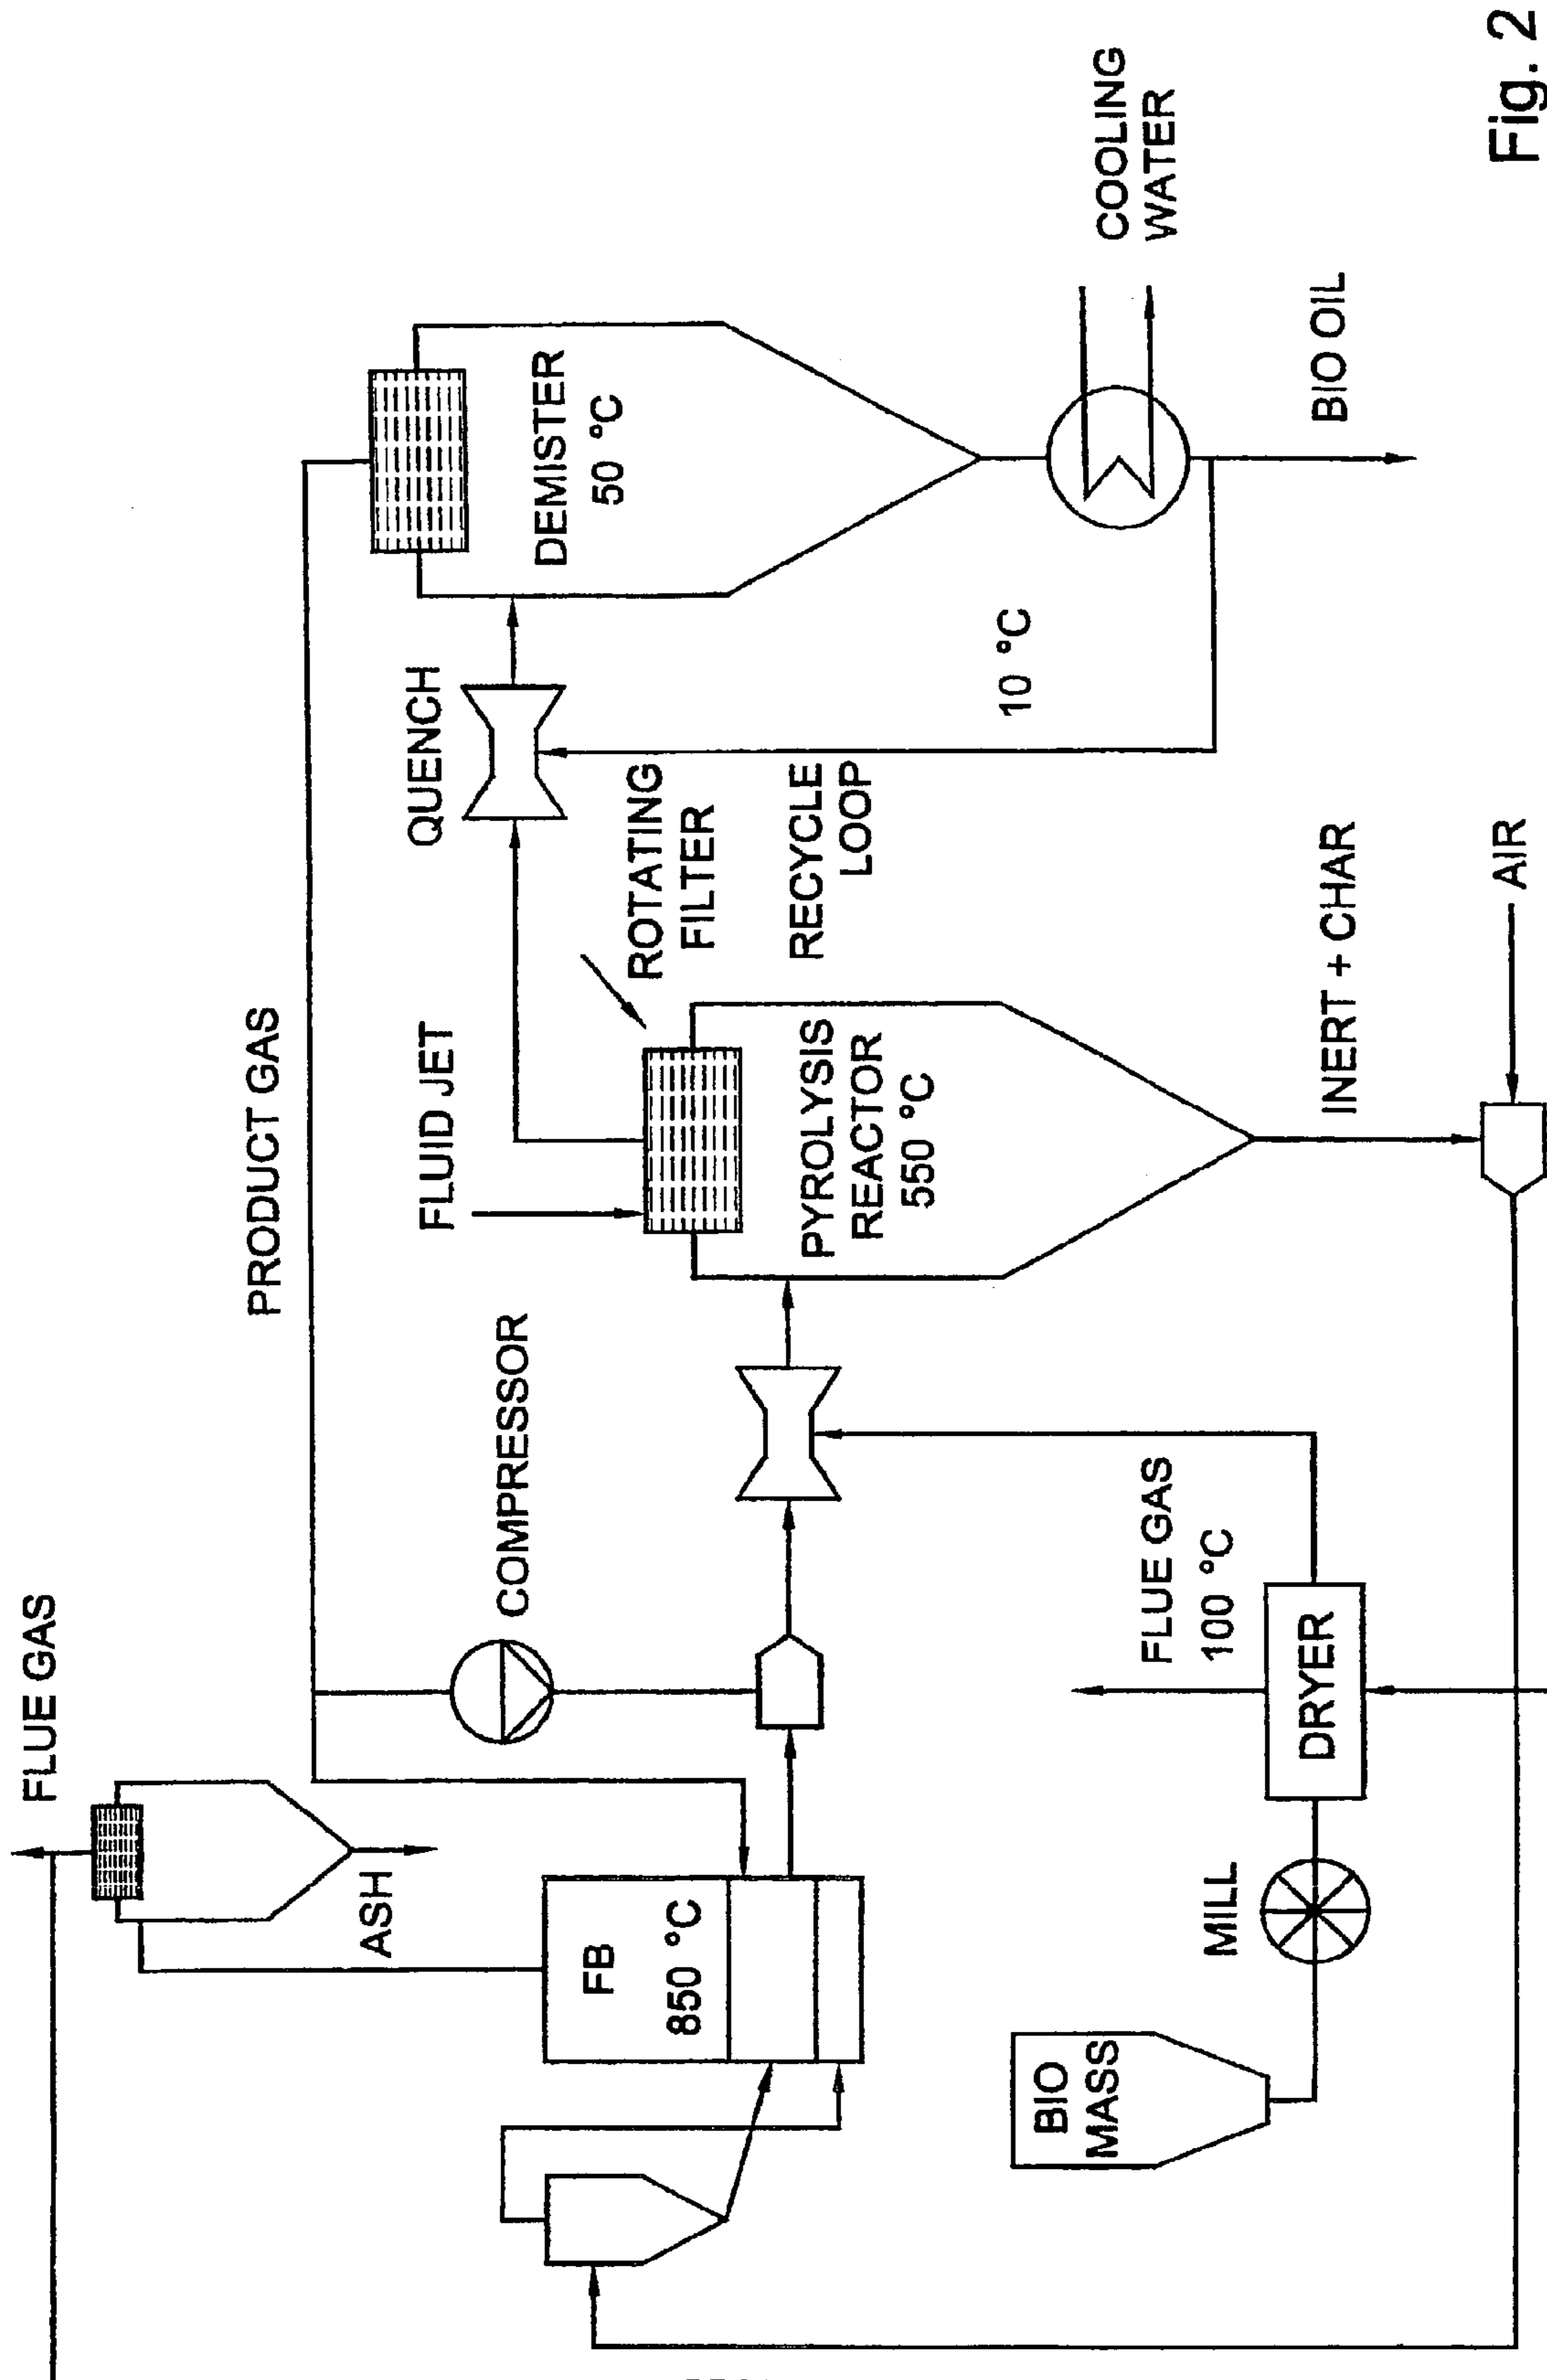 FLUE GAS
PRODUCT GAS
ASH
COMPRESSOR
FLUID JET
QUENCH
ROTATING
FILTER
DEMISTER
50 °C
FB
850 °C
PYROLYSIS
REACTOR
550 °C
RECYCLE
LOOP
10 °C
COOLING
WATER
BIO
MASS
MILL
DRYER
FLUE GAS
100 °C
INERT + CHAR
BIO OIL
AIR
Fig. 2